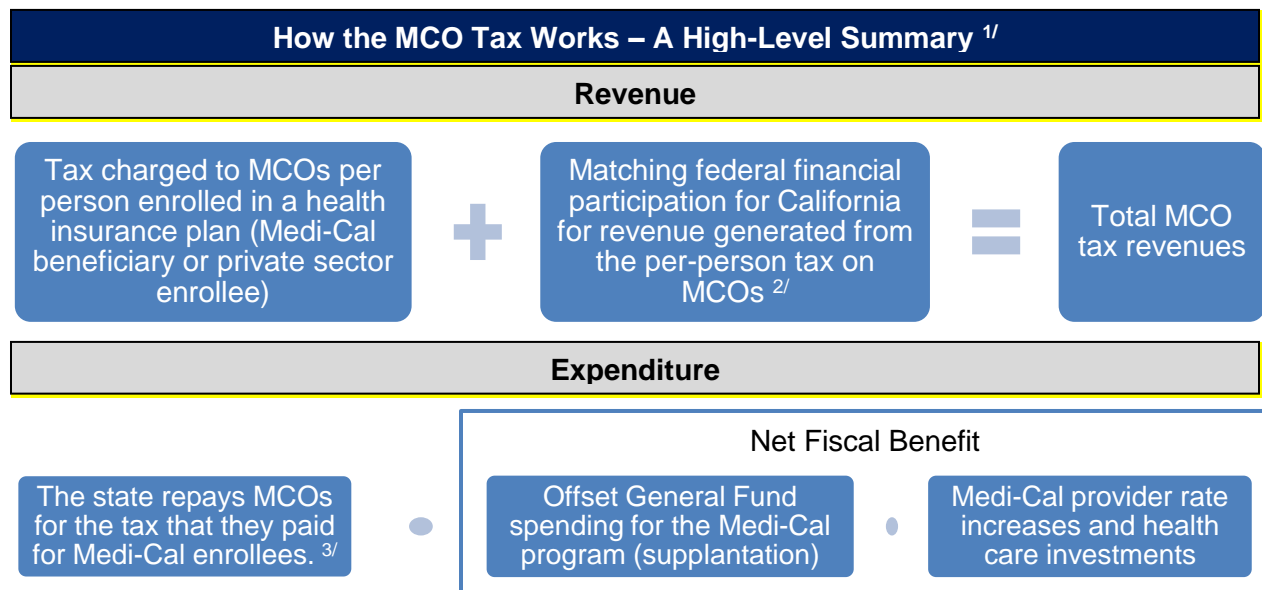 How the MCO Tax Works – A High-Level Summary 1/
Revenue
Tax charged to MCOs per
person enrolled in a health
insurance plan (Medi-Cal
beneficiary or private sector
enrollee)
Matching federal financial
participation for California
for revenue generated from
the per-person tax on
MCOs 2/
Total MCO
tax revenues
Expenditure
Net Fiscal Benefit
The state repays MCOs
for the tax that they paid
for Medi-Cal enrollees. 3/
Offset General Fund
spending for the Medi-Cal
program (supplantation)
Medi-Cal provider rate
increases and health
care investments